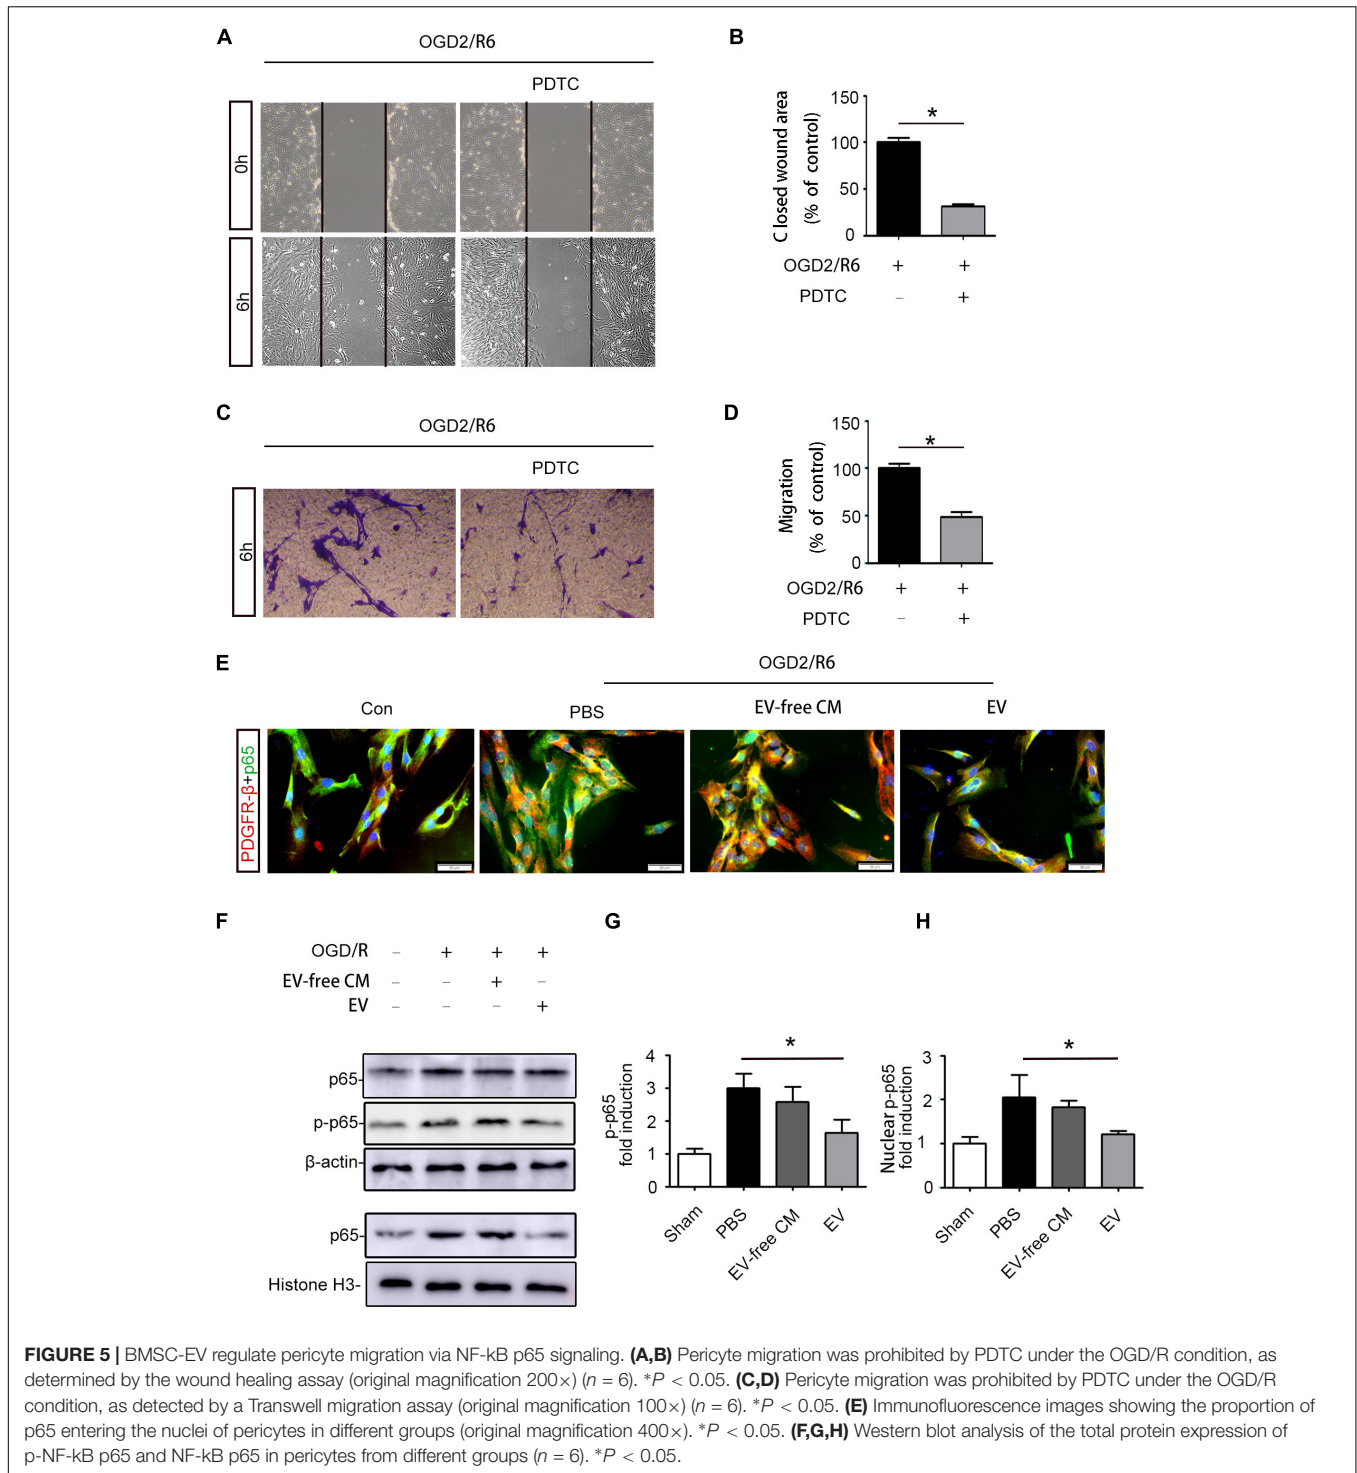 A
OGD2/R6
PDTC
0h
6h
B
Closed wound area
(% of control)
150
100
50
0
*
OGD2/R6 + +
PDTC – +
C
OGD2/R6
PDTC
6h
D
Migration
(% of control)
150
100
50
0
*
OGD2/R6 + +
PDTC – +
E
OGD2/R6
Con
PBS
EV-free CM
EV
PDGFR-β+p65
F
OGD/R – + + +
EV-free CM – – + –
EV – – – +
p65-
p-p65-
β-actin-
p65-
Histone H3-
G
p-p65
fold induction
4
3
2
1
0
*
Sham
PBS
EV-free CM
EV
H
Nuclear p-p65
fold induction
3
2
1
0
*
Sham
PBS
EV-free CM
EV
FIGURE 5 | BMSC-EV regulate pericyte migration via NF-kB p65 signaling. (A,B) Pericyte migration was prohibited by PDTC under the OGD/R condition, as
determined by the wound healing assay (original magnification 200×) (n = 6). *P < 0.05. (C,D) Pericyte migration was prohibited by PDTC under the OGD/R
condition, as detected by a Transwell migration assay (original magnification 100×) (n = 6). *P < 0.05. (E) Immunofluorescence images showing the proportion of
p65 entering the nuclei of pericytes in different groups (original magnification 400×). *P < 0.05. (F,G,H) Western blot analysis of the total protein expression of
p-NF-kB p65 and NF-kB p65 in pericytes from different groups (n = 6). *P < 0.05.